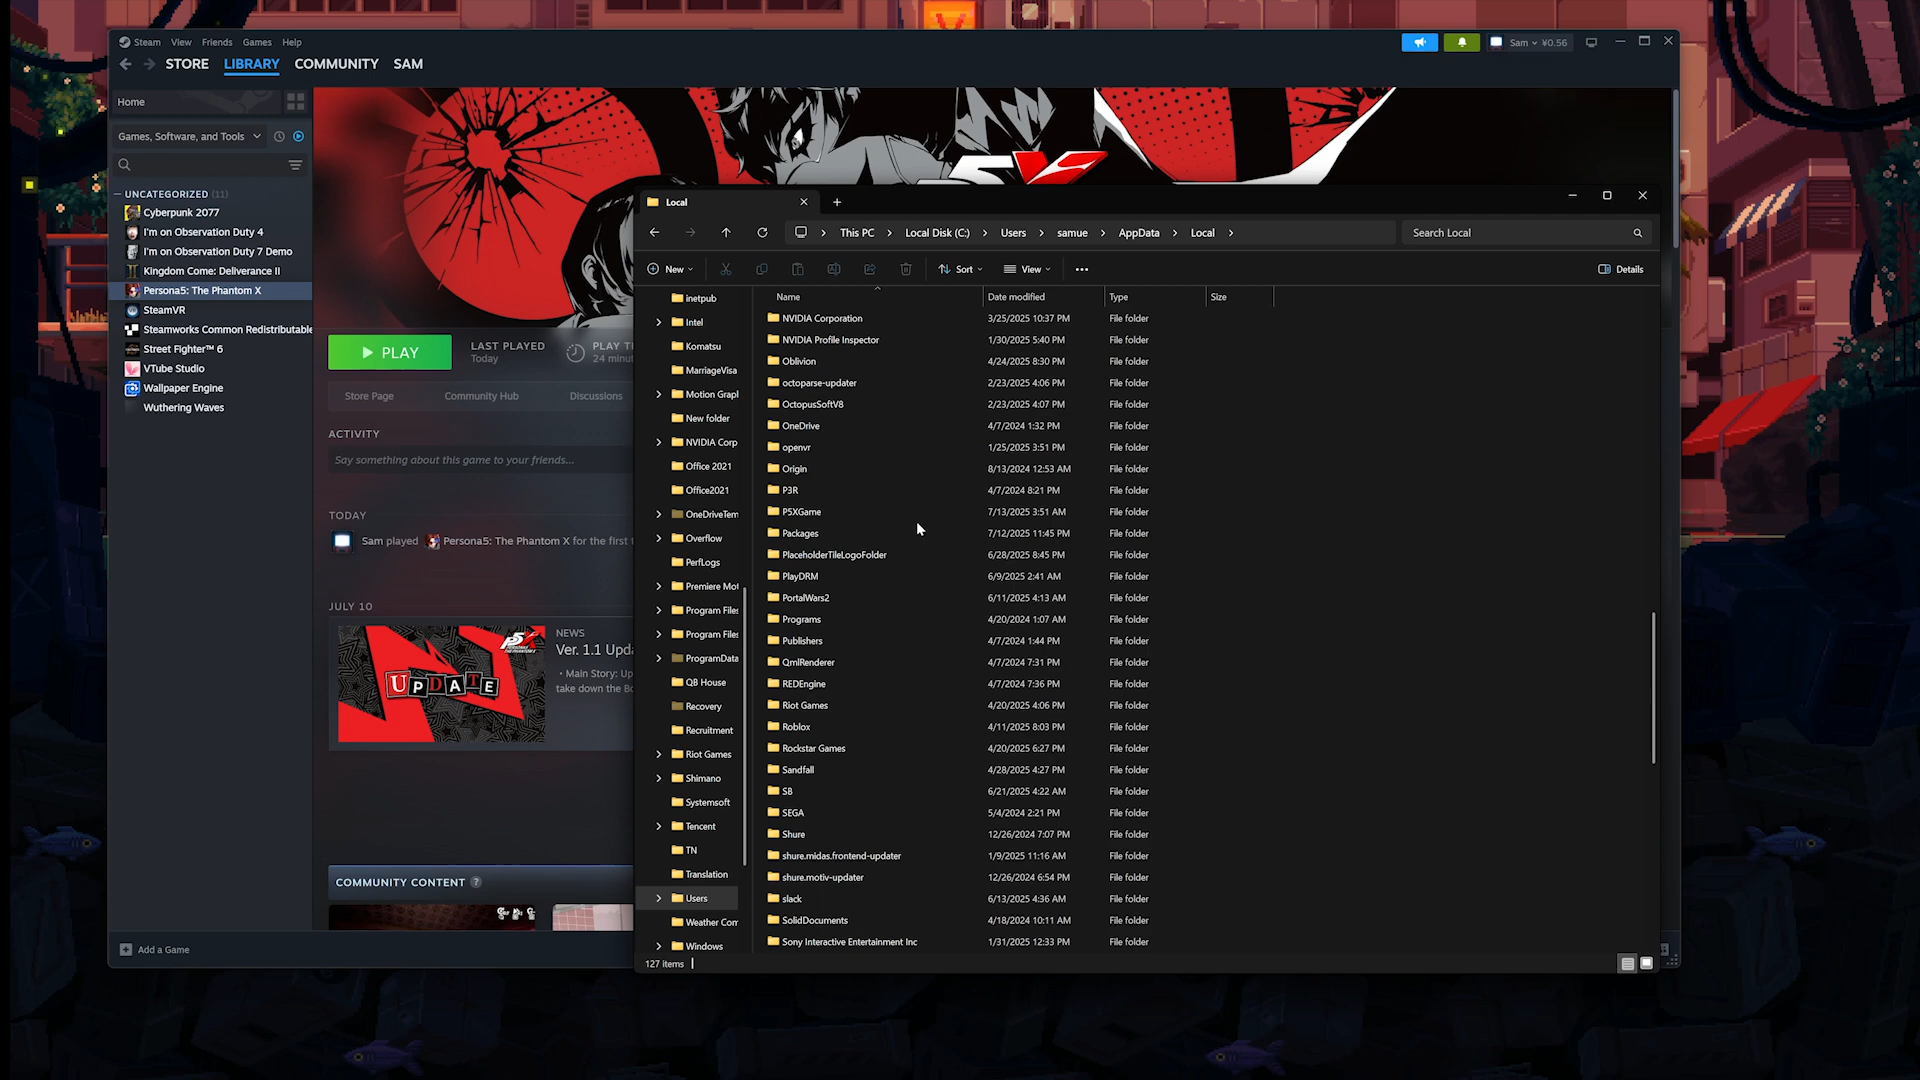 Steam View Friends Games Help
Sam ¥0.56
STORE LIBRARY COMMUNITY SAM
Home
Games, Software, and Tools
UNCATEGORIZED (11)
Cyberpunk 2077
I'm on Observation Duty 4
I'm on Observation Duty 7 Demo
Kingdom Come: Deliverance II
Persona5: The Phantom X
SteamVR
Steamworks Common Redistributable
Street Fighter™ 6
VTube Studio
Wallpaper Engine
Wuthering Waves
Add a Game
PLAY
LAST PLAYED
Today
PLAY T
24 minut
Store Page Community Hub Discussions
ACTIVITY
Say something about this game to your friends...
TODAY
Sam played Persona5: The Phantom X for the first
JULY 10
UPDATE
P5X
NEWS
Ver. 1.1 Upda
• Main Story: Up
take down the Bo
COMMUNITY CONTENT ?
Local
This PC > Local Disk (C:) > Users > samue > AppData > Local >
Search Local
New Sort View ... Details
inetpub
Intel
Komatsu
MarriageVisa
Motion Grapl
New folder
NVIDIA Corp
Office 2021
Office2021
OneDriveTem
Overflow
PerfLogs
Premiere Mot
Program Files
Program Files
ProgramData
QB House
Recovery
Recruitment
Riot Games
Shimano
Systemsoft
Tencent
TN
Translation
Users
Weather Com
Windows
Name Date modified Type Size
NVIDIA Corporation 3/25/2025 10:37 PM File folder
NVIDIA Profile Inspector 1/30/2025 5:40 PM File folder
Oblivion 4/24/2025 8:30 PM File folder
octoparse-updater 2/23/2025 4:06 PM File folder
OctopusSoftV8 2/23/2025 4:07 PM File folder
OneDrive 4/7/2024 1:32 PM File folder
openvr 1/25/2025 3:51 PM File folder
Origin 8/13/2024 12:53 AM File folder
P3R 4/7/2024 8:21 PM File folder
P5XGame 7/13/2025 3:51 AM File folder
Packages 7/12/2025 11:45 PM File folder
PlaceholderTileLogoFolder 6/28/2025 8:45 PM File folder
PlayDRM 6/9/2025 2:41 AM File folder
PortalWars2 6/11/2025 4:13 AM File folder
Programs 4/20/2024 1:07 AM File folder
Publishers 4/7/2024 1:44 PM File folder
QmlRenderer 4/7/2024 7:31 PM File folder
REDEngine 4/7/2024 7:36 PM File folder
Riot Games 4/20/2025 4:06 PM File folder
Roblox 4/11/2025 8:03 PM File folder
Rockstar Games 4/20/2025 6:27 PM File folder
Sandfall 4/28/2025 4:27 PM File folder
SB 6/21/2025 4:22 AM File folder
SEGA 5/4/2024 2:21 PM File folder
Shure 12/26/2024 7:07 PM File folder
shure.midas.frontend-updater 1/9/2025 11:16 AM File folder
shure.motiv-updater 12/26/2024 6:54 PM File folder
slack 6/13/2025 4:36 AM File folder
SolidDocuments 4/18/2024 10:11 AM File folder
Sony Interactive Entertainment Inc 1/31/2025 12:33 PM File folder
127 items